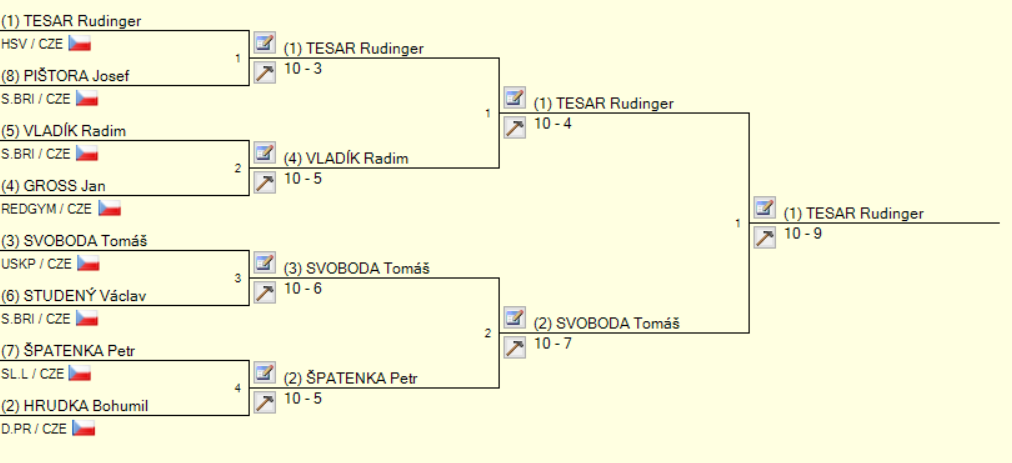 (1) TESAR Rudinger
HSV / CZE
1
(8) PIŠTORA Josef
S.BRI / CZE
(5) VLADÍK Radim
S.BRI / CZE
2
(4) GROSS Jan
REDGYM / CZE
(3) SVOBODA Tomáš
USKP / CZE
3
(6) STUDENÝ Václav
S.BRI / CZE
(7) ŠPATENKA Petr
SL.L / CZE
4
(2) HRUDKA Bohumil
D.PR / CZE
(1) TESAR Rudinger
10 - 3
1
(4) VLADÍK Radim
10 - 5
(3) SVOBODA Tomáš
10 - 6
2
(2) ŠPATENKA Petr
10 - 5
(1) TESAR Rudinger
10 - 4
1
(2) SVOBODA Tomáš
10 - 7
(1) TESAR Rudinger
10 - 9